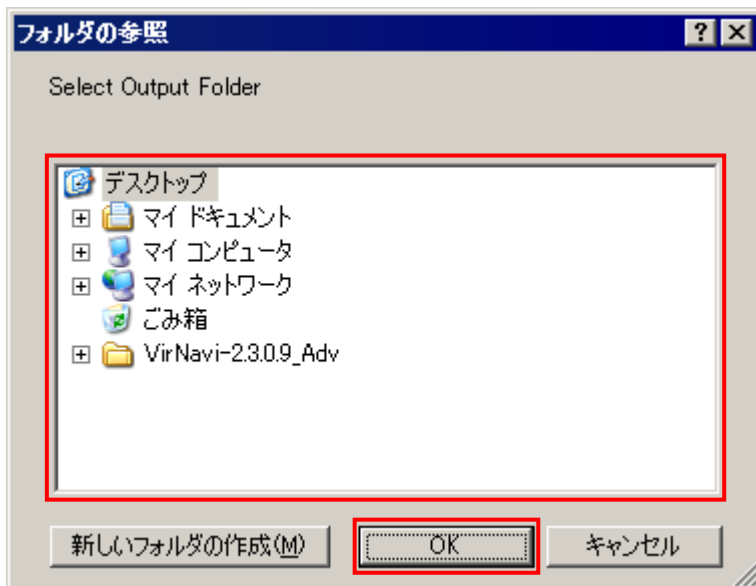 フォルダの参照
Select Output Folder
デスクトップ
マイ ドキュメント
マイ コンピュータ
マイ ネットワーク
ごみ箱
VirNavi-2.3.0.9_Adv
新しいフォルダの作成(M) OK キャンセル